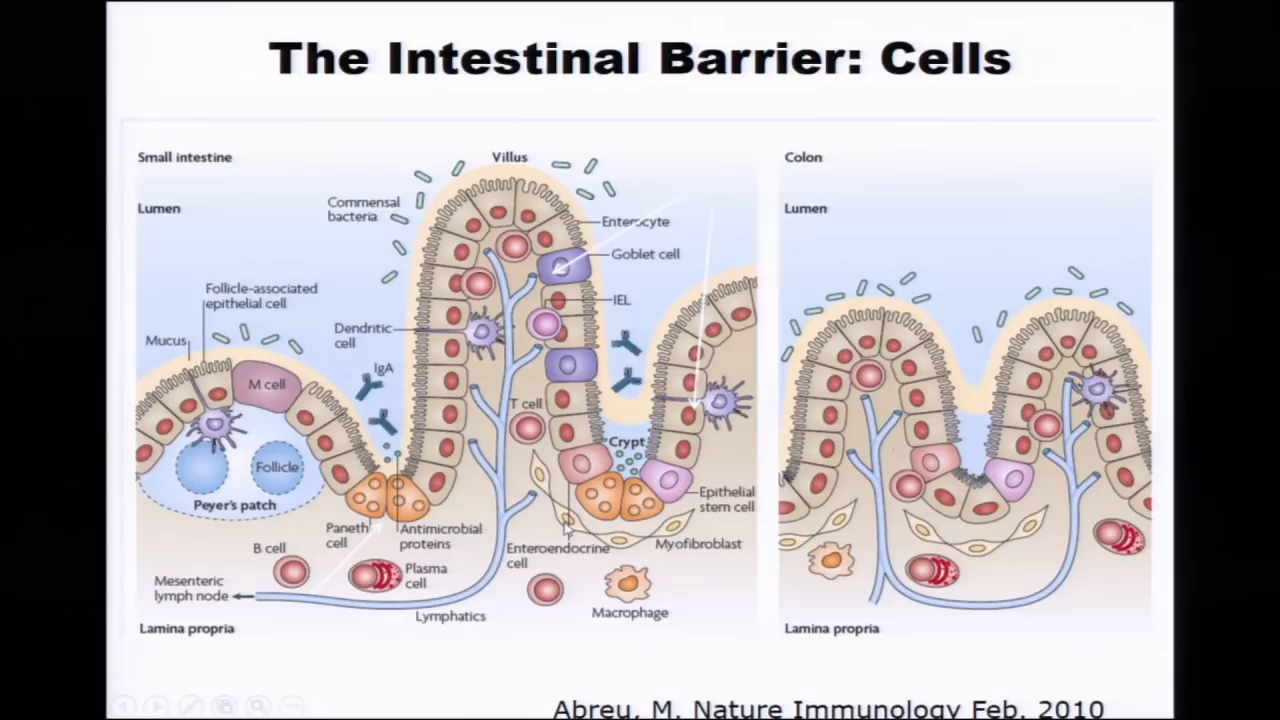 The Intestinal Barrier: Cells
Small intestine
Villus
Colon
Lumen
Commensal
bacteria
Lumen
Enterocyte
Goblet cell
Follicle-associated
epithelial cell
IEL
Dendritic
cell
Mucus
IgA
M cell
T cell
Crypt
Follicle
Peyer's patch
Epithelial
stem cell
Paneth
cell
Antimicrobial
proteins
Enteroendocrine
cell
Myofibroblast
B cell
Plasma
cell
Mesenteric
lymph node
Lymphatics
Macrophage
Lamina propria
Lamina propria
Abreu, M. Nature Immunology Feb. 2010